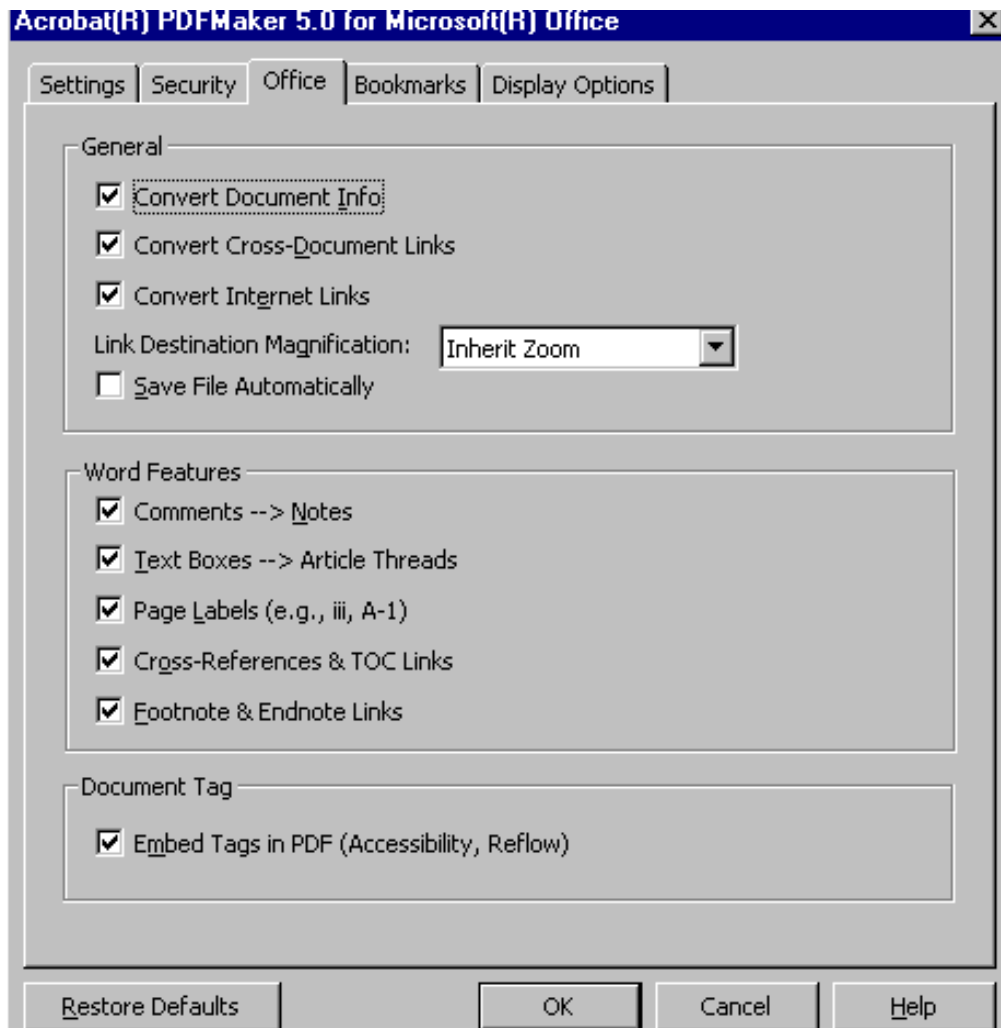 Acrobat(R) PDFMaker 5.0 for Microsoft(R) Office
Settings Security Office Bookmarks Display Options
General
Convert Document Info
Convert Cross-Document Links
Convert Internet Links
Link Destination Magnification: Inherit Zoom
Save File Automatically
Word Features
Comments --> Notes
Text Boxes --> Article Threads
Page Labels (e.g., iii, A-1)
Cross-References & TOC Links
Footnote & Endnote Links
Document Tag
Embed Tags in PDF (Accessibility, Reflow)
Restore Defaults OK Cancel Help